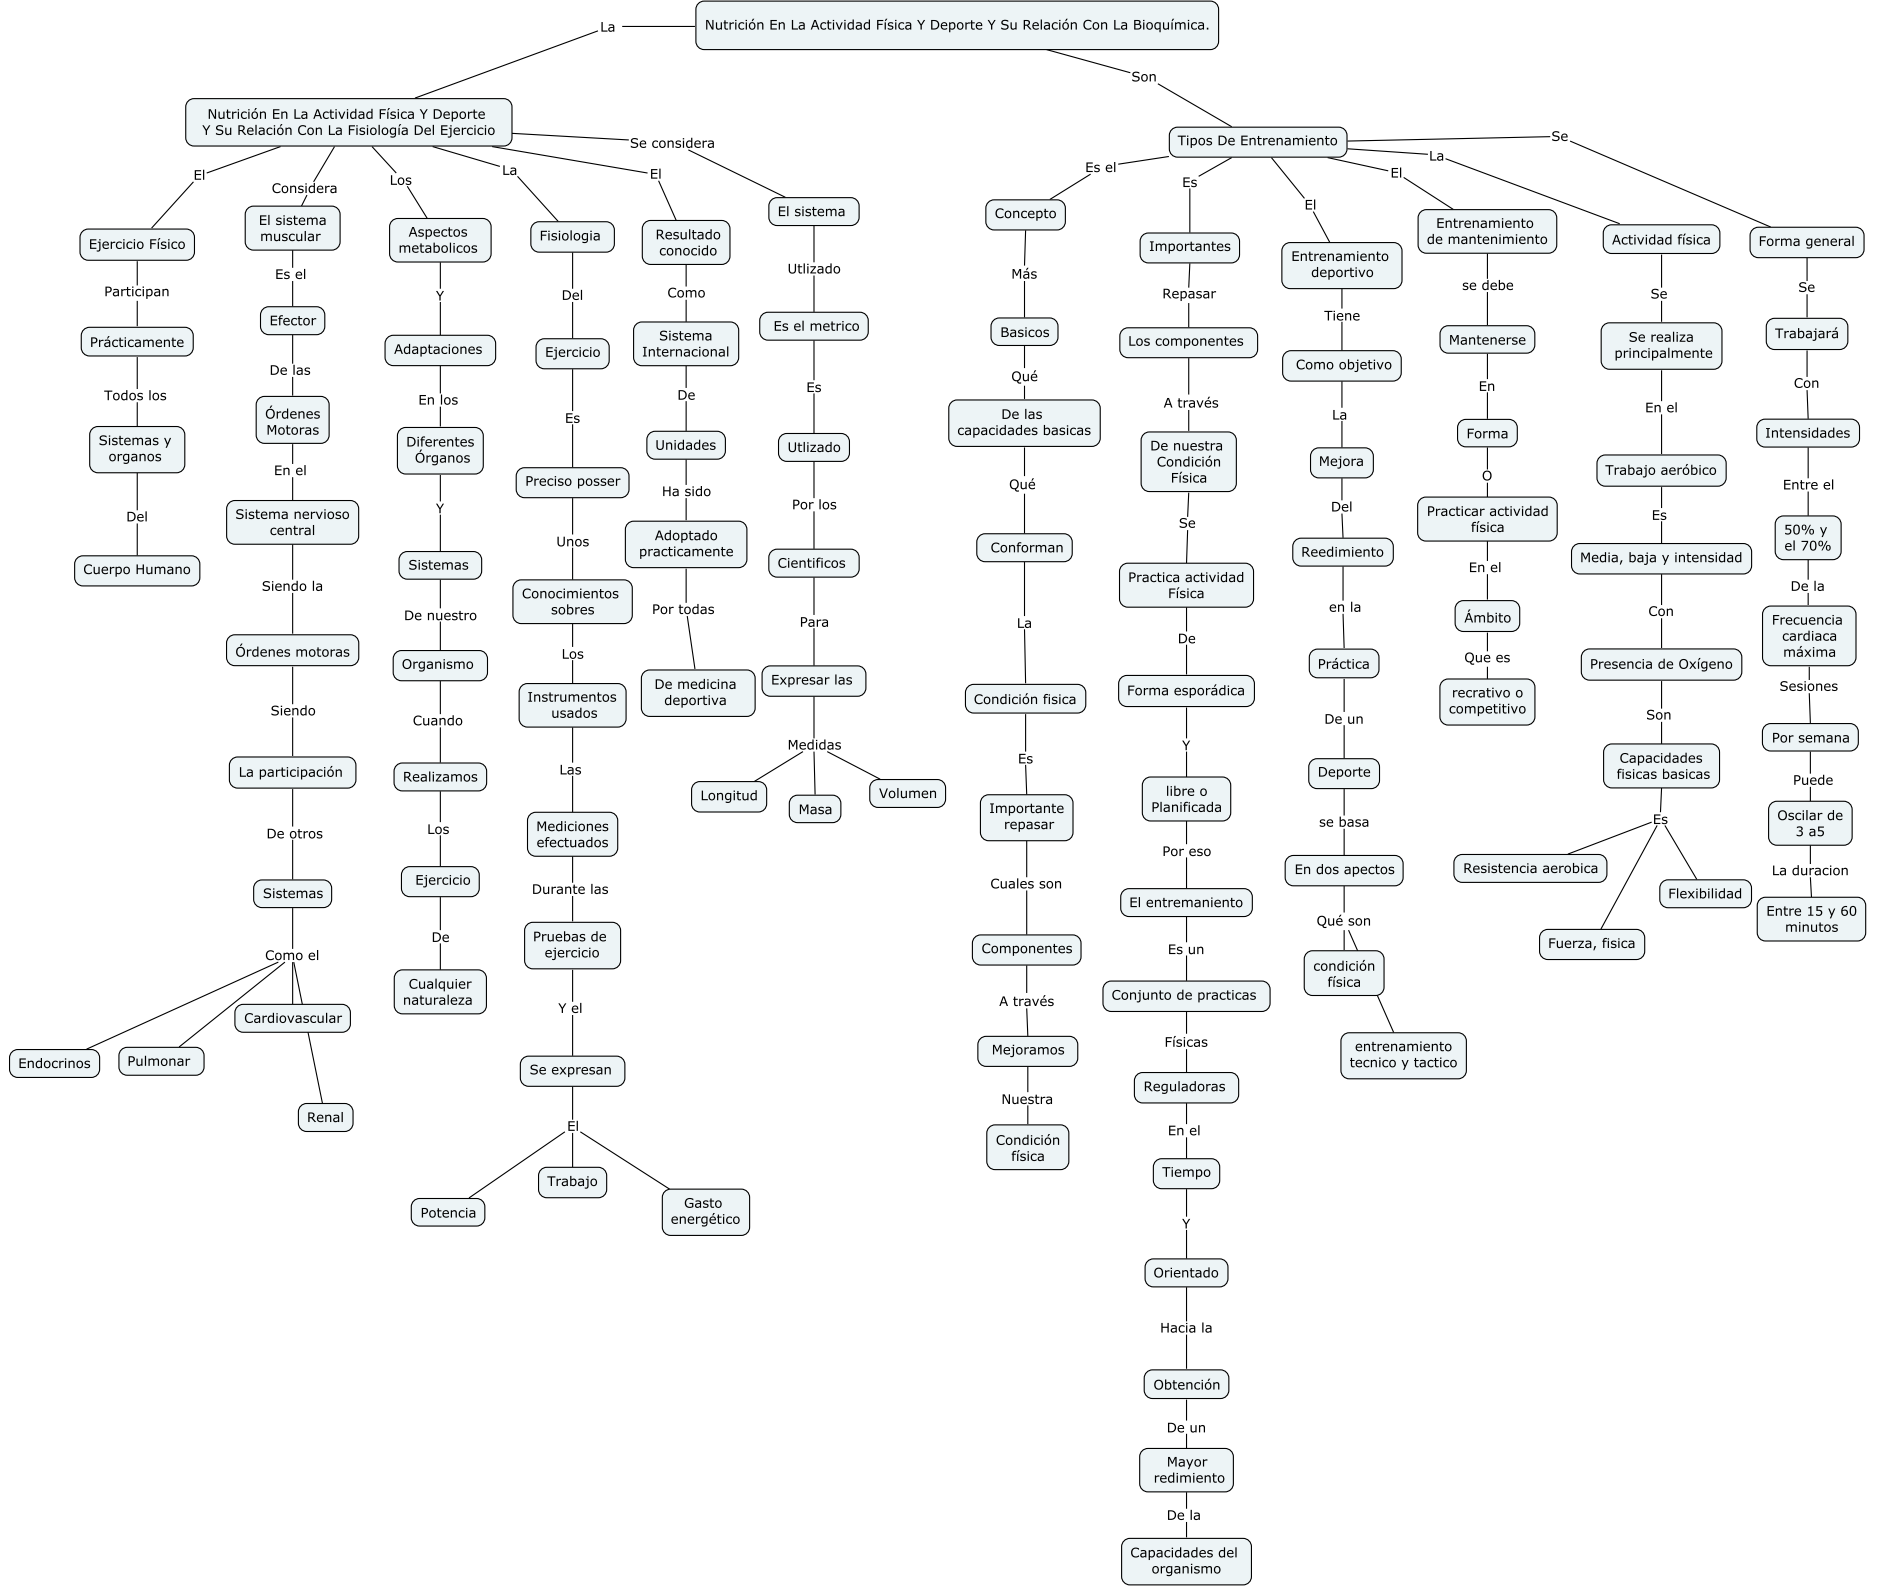 Nutrición En La Actividad Física Y Deporte Y Su Relación Con La Bioquímica.
La
Nutrición En La Actividad Física Y Deporte
Y Su Relación Con La Fisiología Del Ejercicio
El
Ejercicio Físico
Participan
Prácticamente
Todos los
Sistemas y
organos
Del
Cuerpo Humano
Considera
El sistema
muscular
Es el
Efector
De las
Órdenes
Motoras
En el
Sistema nervioso
central
Siendo la
Órdenes motoras
Siendo
La participación
De otros
Sistemas
Como el
Endocrinos
Pulmonar
Cardiovascular
Renal
Los
Aspectos
metabolicos
Y
Adaptaciones
En los
Diferentes
Órganos
Y
Sistemas
De nuestro
Organismo
Cuando
Realizamos
Los
Ejercicio
De
Cualquier
naturaleza
La
Fisiologia
Del
Ejercicio
Es
Preciso posser
Unos
Conocimientos
sobres
Los
Instrumentos
usados
Las
Mediciones
efectuados
Durante las
Pruebas de
ejercicio
Y el
Se expresan
El
Potencia
Trabajo
Gasto
energético
El
Resultado
conocido
Como
Sistema
Internacional
De
Unidades
Ha sido
Adoptado
practicamente
Por todas
De medicina
deportiva
Se considera
El sistema
Utlizado
Es el metrico
Es
Utlizado
Por los
Cientificos
Para
Expresar las
Medidas
Longitud
Masa
Volumen
Son
Tipos De Entrenamiento
Es el
Concepto
Más
Basicos
Qué
De las
capacidades basicas
Qué
Conforman
La
Condición fisica
Es
Importante
repasar
Cuales son
Componentes
A través
Mejoramos
Nuestra
Condición
física
Es
Importantes
Repasar
Los componentes
A través
De nuestra
Condición
Física
Se
Practica actividad
Física
De
Forma esporádica
Y
libre o
Planificada
Por eso
El entremaniento
Es un
Conjunto de practicas
Físicas
Reguladoras
En el
Tiempo
Y
Orientado
Hacia la
Obtención
De un
Mayor
redimiento
De la
Capacidades del
organismo
El
Entrenamiento
deportivo
Tiene
Como objetivo
La
Mejora
Del
Reedimiento
en la
Práctica
De un
Deporte
se basa
En dos apectos
Qué son
condición
física
entrenamiento
tecnico y tactico
El
Entrenamiento
de mantenimiento
se debe
Mantenerse
En
Forma
O
Practicar actividad
física
En el
Ámbito
Que es
recrativo o
competitivo
La
Actividad física
Se
Se realiza
principalmente
En el
Trabajo aeróbico
Es
Media, baja y intensidad
Con
Presencia de Oxígeno
Son
Capacidades
fisicas basicas
Es
Resistencia aerobica
Fuerza, fisica
Flexibilidad
Se
Forma general
Se
Trabajará
Con
Intensidades
Entre el
50% y
el 70%
De la
Frecuencia
cardiaca
máxima
Sesiones
Por semana
Puede
Oscilar de
3 a5
La duracion
Entre 15 y 60
minutos